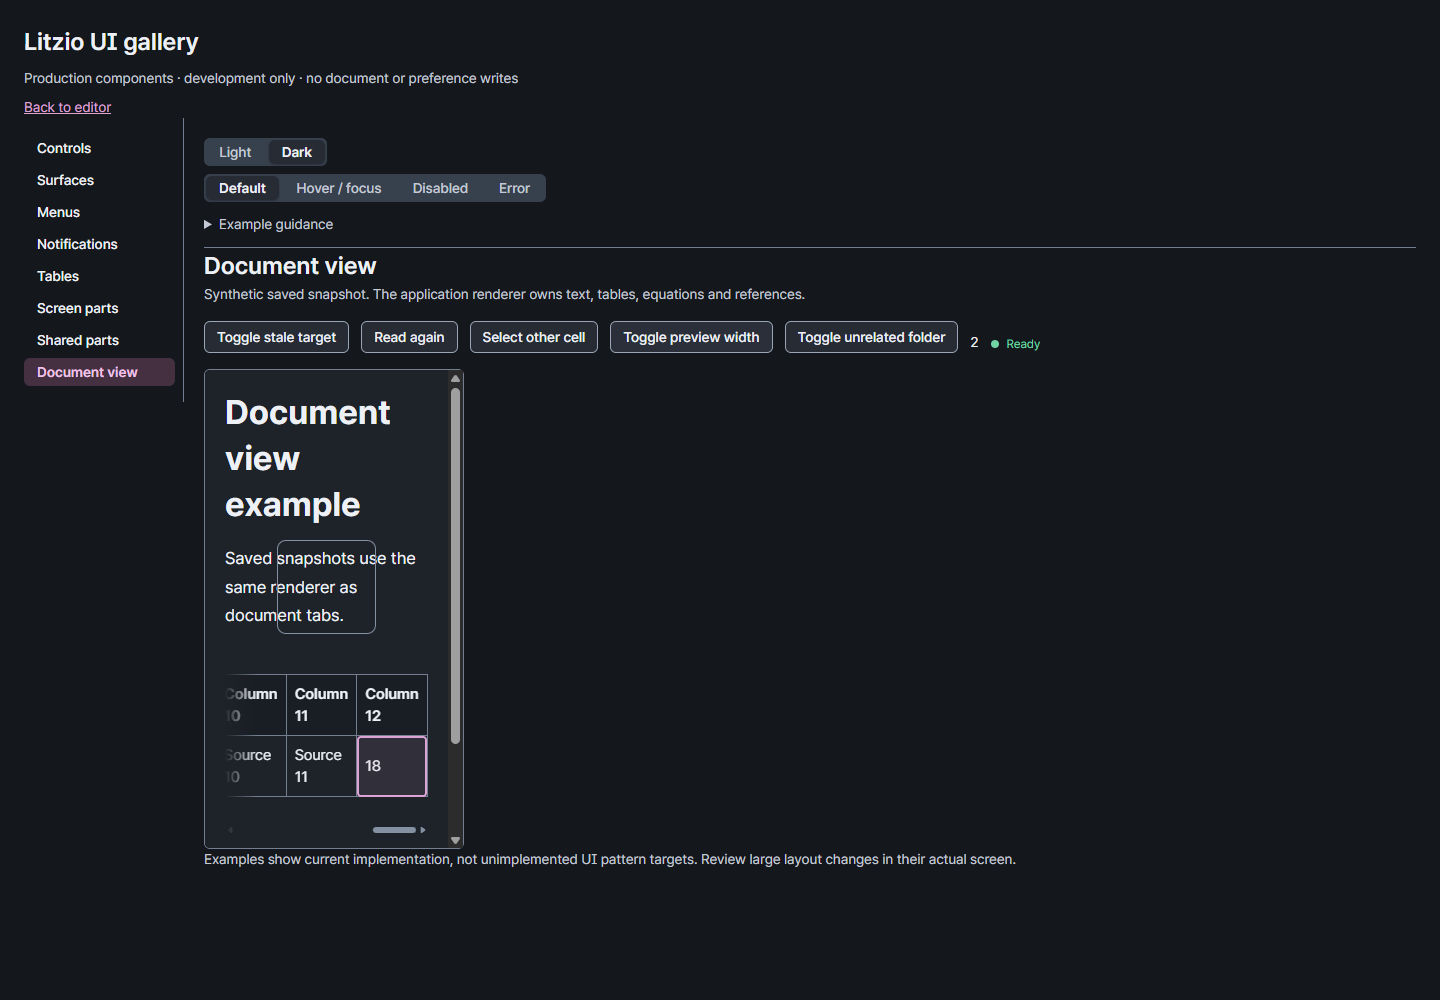 Litzio UI gallery
Production components · development only · no document or preference writes
Back to editor
Controls
Surfaces
Menus
Notifications
Tables
Screen parts
Shared parts
Document view
Light Dark
Default Hover / focus Disabled Error
Example guidance
Document view
Synthetic saved snapshot. The application renderer owns text, tables, equations and references.
Toggle stale target Read again Select other cell Toggle preview width Toggle unrelated folder 2 Ready
Document
view
example
Saved snapshots use the
same renderer as
document tabs.
Column Column Column
10 11 12
Source Source
10 11
18
Examples show current implementation, not unimplemented UI pattern targets. Review large layout changes in their actual screen.